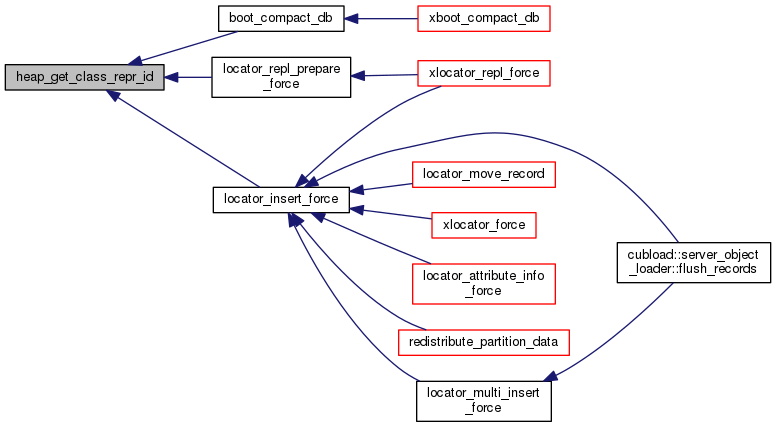 boot_compact_db
xboot_compact_db
heap_get_class_repr_id
locator_repl_prepare
_force
xlocator_repl_force
locator_insert_force
locator_move_record
xlocator_force
cubload::server_object
_loader::flush_records
locator_attribute_info
_force
redistribute_partition_data
locator_multi_insert
_force